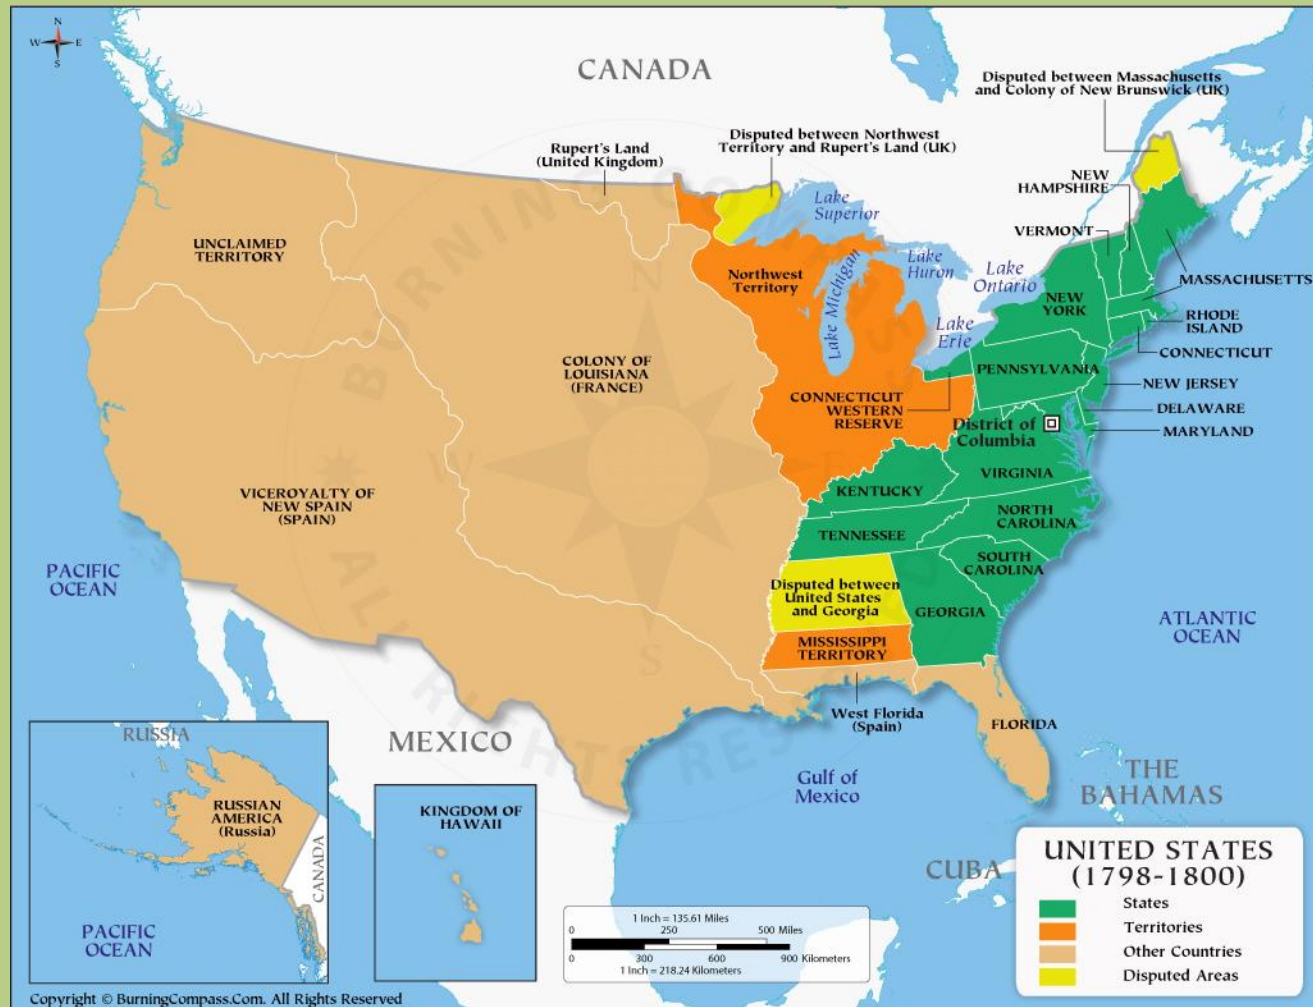 N
W
E
S
CANADA
Disputed between Massachusetts
and Colony of New Brunswick (UK)
Disputed between Northwest
Territory and Rupert's Land (UK)
Rupert's Land
(United Kingdom)
NEW
HAMPSHIRE
VERMONT
Lake
Superior
UNCLAIMED
TERRITORY
Northwest
Territory
Lake Michigan
Lake
Huron
Lake
Ontario
MASSACHUSETTS
NEW
YORK
RHODE
ISLAND
Lake
Erie
CONNECTICUT
COLONY OF
LOUISIANA
(FRANCE)
PENNSYLVANIA
NEW JERSEY
CONNECTICUT
WESTERN
RESERVE
DELAWARE
District of
Columbia
MARYLAND
VIRGINIA
KENTUCKY
VICEROYALTY OF
NEW SPAIN
(SPAIN)
NORTH
CAROLINA
TENNESSEE
SOUTH
CAROLINA
PACIFIC
OCEAN
Disputed between
United States
and Georgia
GEORGIA
ATLANTIC
OCEAN
MISSISSIPPI
TERRITORY
West Florida
(Spain)
FLORIDA
MEXICO
Gulf of
Mexico
THE
BAHAMAS
CUBA
RUSSIA
RUSSIAN
AMERICA
(Russia)
CANADA
PACIFIC
OCEAN
KINGDOM OF
HAWAII
1 Inch = 135.61 Miles
0 250 500 Miles
0 300 600 900 Kilometers
1 Inch = 218.24 Kilometers
UNITED STATES
(1798-1800)
States
Territories
Other Countries
Disputed Areas
Copyright © BurningCompass.Com. All Rights Reserved
BURNING COMPASS
ALL RIGHTS RESERVED
N
W
E
S